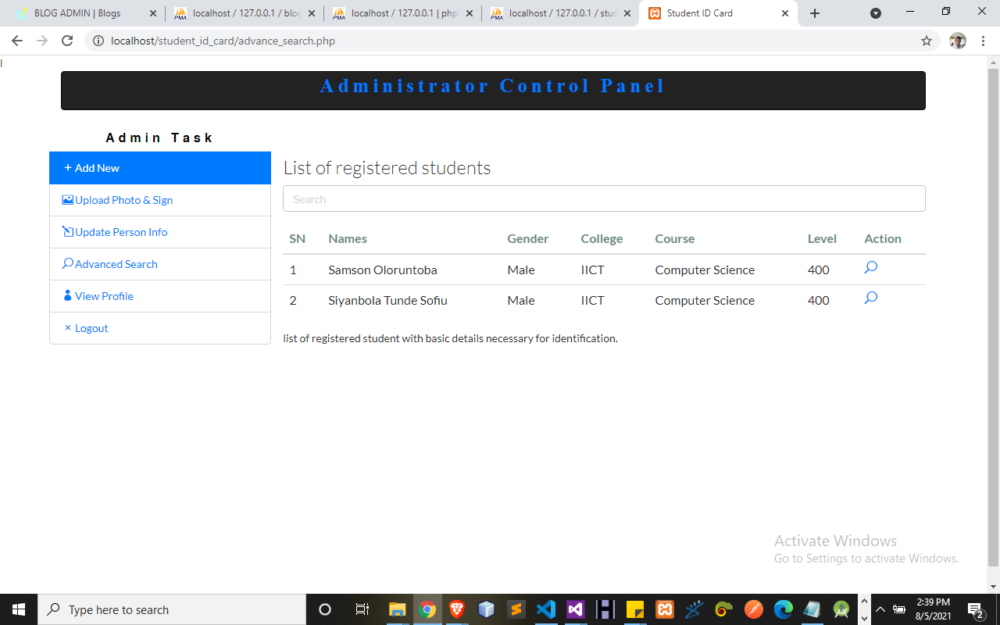 BLOG ADMIN | Blogs
localhost / 127.0.0.1 / blog
localhost / 127.0.0.1 | php
localhost / 127.0.0.1 / stu
Student ID Card
localhost/student_id_card/advance_search.php
Administrator Control Panel
Admin Task
+ Add New
Upload Photo & Sign
Update Person Info
Advanced Search
View Profile
× Logout
List of registered students
Search
SN Names Gender College Course Level Action
1 Samson Oloruntoba Male IICT Computer Science 400
2 Siyanbola Tunde Sofiu Male IICT Computer Science 400
list of registered student with basic details necessary for identification.
Activate Windows
Go to Settings to activate Windows.
Type here to search
2:39 PM
8/5/2021
2